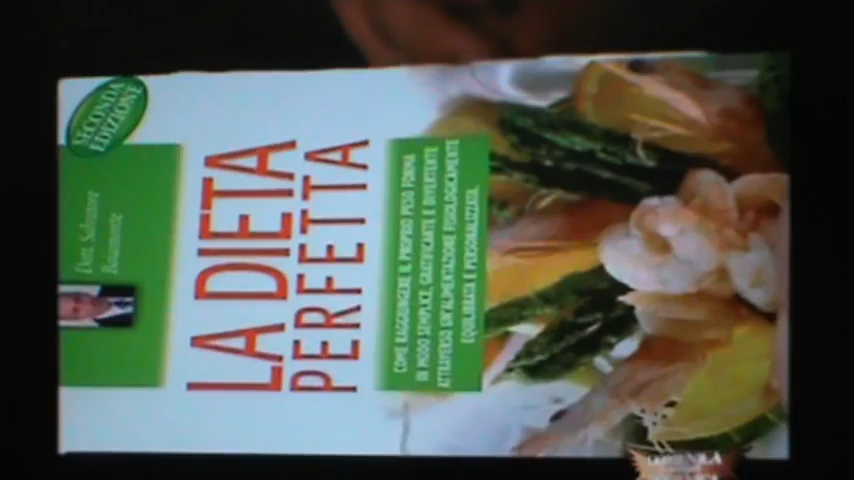 SECONDA
EDIZIONE
Dott. Salvatore
LA DIETA
PERFETTA
COME RAGGIUNGERE IL PROPRIO PESO FORMA
IN MODO SEMPLICE, GRATIFICANTE E DIVERTENTE
ATTRAVERSO UN'ALIMENTAZIONE FISIOLOGICAMENTE
EQUILIBRATA E PERSONALIZZATA.